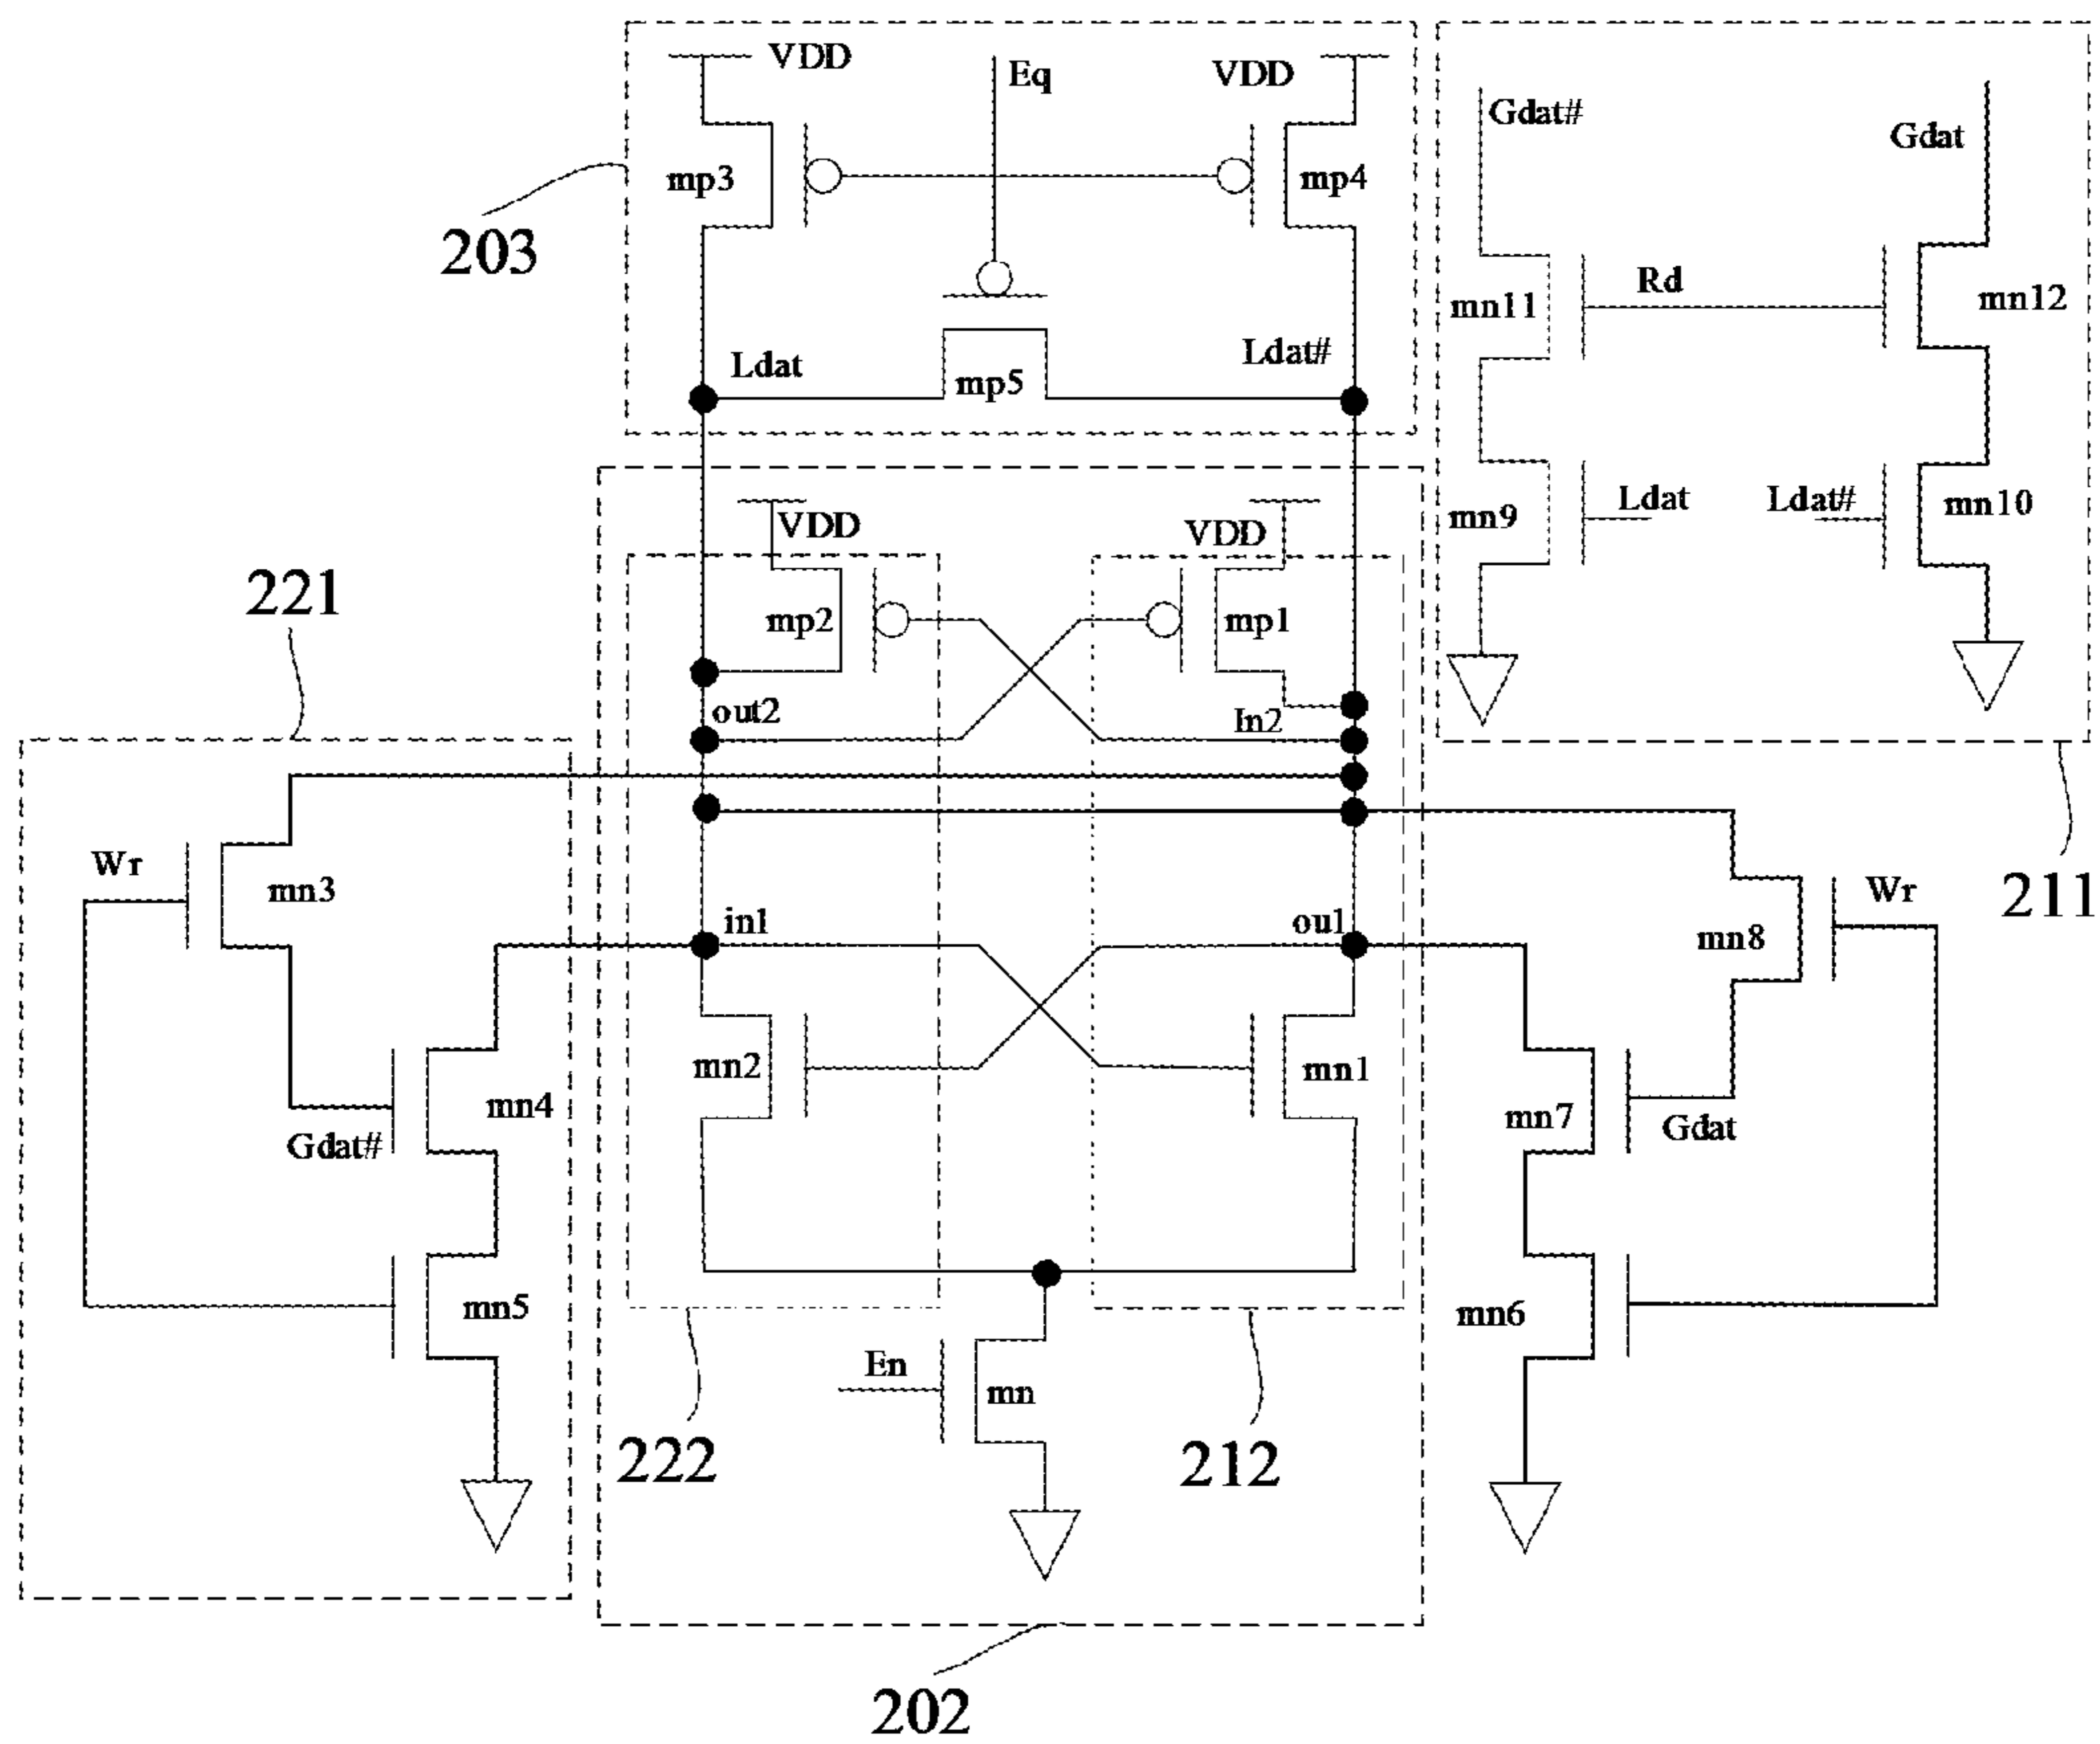 VDD
Eq
VDD
Gdat#
Gdat
mp3
mp4
203
Rd
mn11
mn12
Ldat
mp5
Ldat#
mn9
Ldat
Ldat#
mn10
VDD
VDD
221
mp2
mp1
out2
In2
Wr
mn3
211
in1
ou1
Wr
mn8
mn2
mn1
mn4
Gdat#
mn7
Gdat
mn5
mn6
En
mn
222
212
202